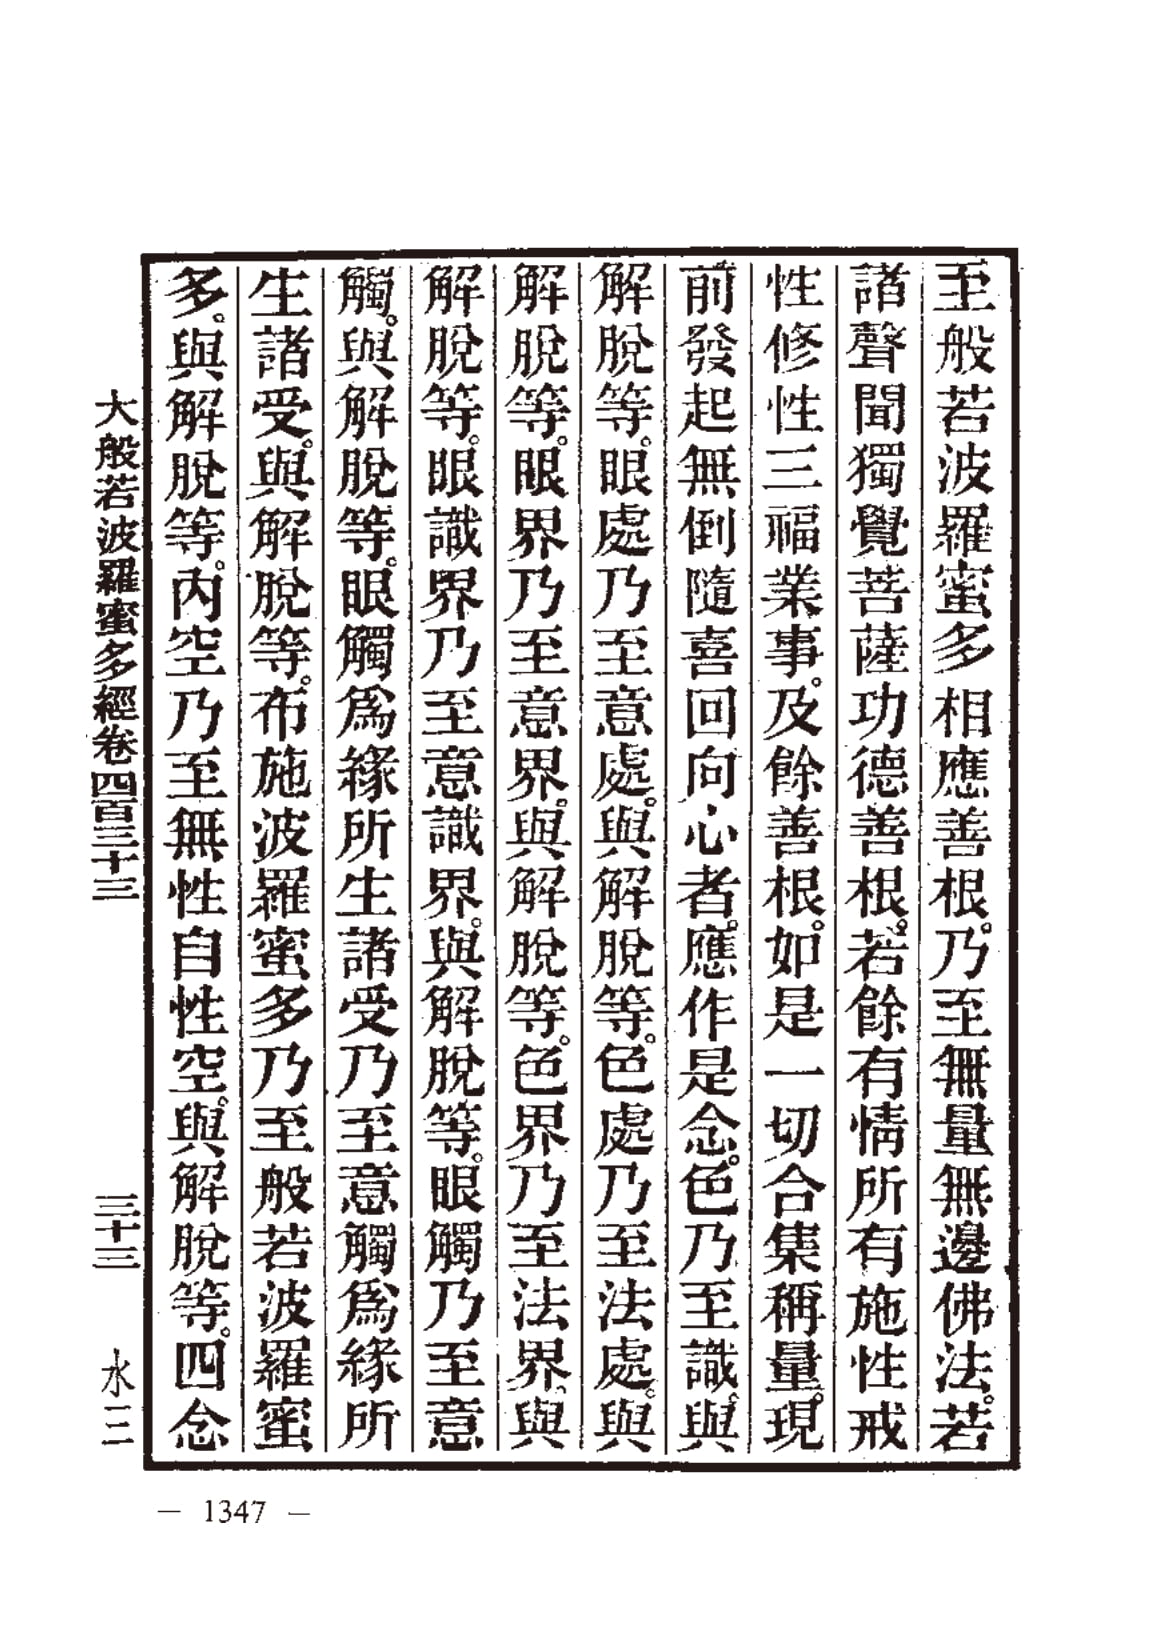 至般若波羅蜜多相應善根。乃至無量無邊佛法。若
諸聲聞獨覺菩薩功德善根。若餘有情所有施性戒
性修性三福業事。及餘善根。如是一切合集稱量。現
前發起無倒隨喜回向心者。應作是念。色乃至識。與
解脫等。眼處乃至意處。與解脫等。色處乃至法處。與
解脫等。眼界乃至意界。與解脫等。色界乃至法界。與
解脫等。眼識界乃至意識界。與解脫等。眼觸乃至意
觸。與解脫等。眼觸爲緣所生諸受乃至意觸爲緣所
生諸受。與解脫等。布施波羅蜜多乃至般若波羅蜜
多。與解脫等。內空乃至無性自性空。與解脫等。四念
大般若波羅蜜多經卷四百三十三 三十三 水三
— 1347 —